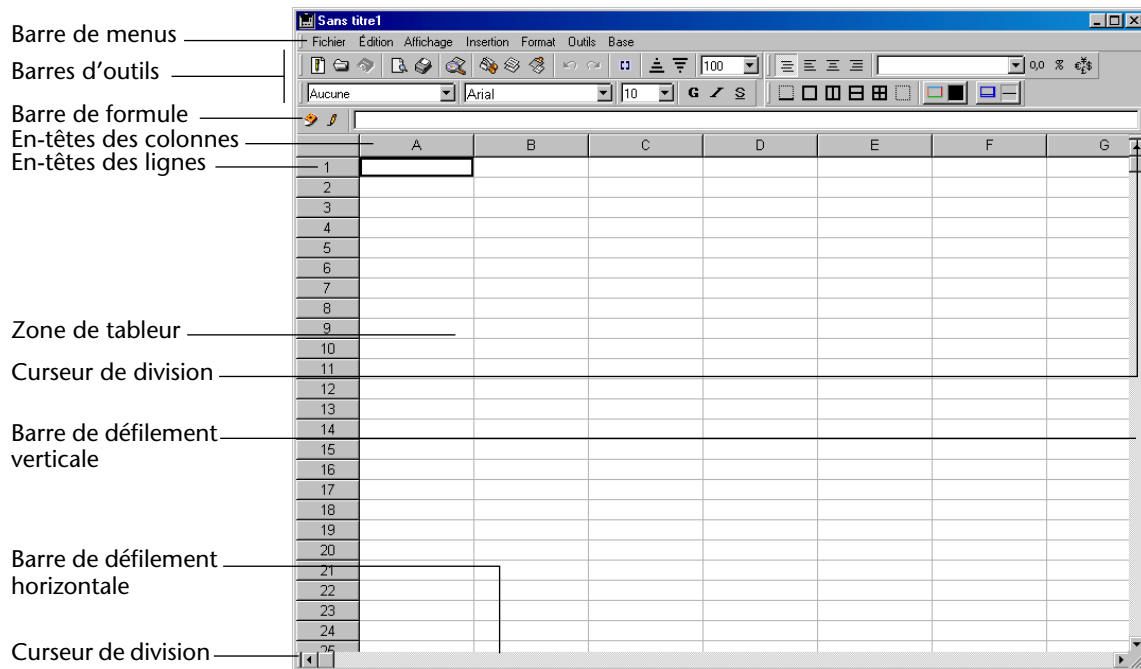 Sans titre1
Barre de menus
Fichier Édition Affichage Insertion Format Outils Base
Barres d'outils
100
0,0 % €¥£$
Aucune Arial 10 G I S
Barre de formule
En-têtes des colonnes
A B C D E F G
En-têtes des lignes
1
2
3
4
5
6
7
8
Zone de tableur
9
10
Curseur de division
11
12
13
Barre de défilement
verticale
14
15
16
17
18
19
20
Barre de défilement
horizontale
21
22
23
24
Curseur de division
25